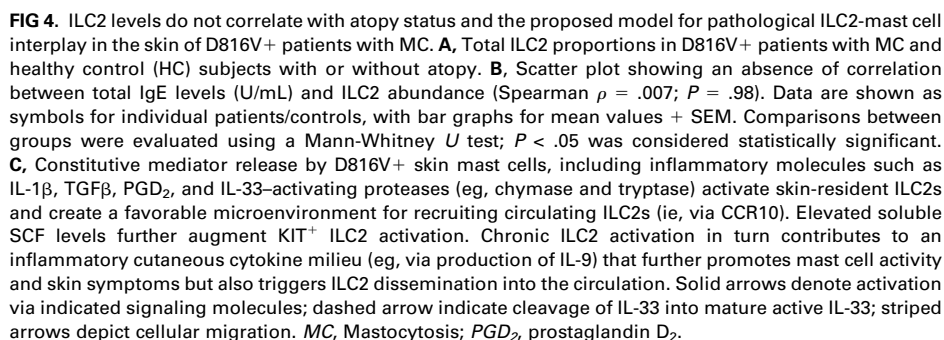 FIG 4. ILC2 levels do not correlate with atopy status and the proposed model for pathological ILC2-mast cell
interplay in the skin of D816V+ patients with MC. A, Total ILC2 proportions in D816V+ patients with MC and
healthy control (HC) subjects with or without atopy. B, Scatter plot showing an absence of correlation
between total IgE levels (U/mL) and ILC2 abundance (Spearman ρ = .007; P = .98). Data are shown as
symbols for individual patients/controls, with bar graphs for mean values + SEM. Comparisons between
groups were evaluated using a Mann-Whitney U test; P < .05 was considered statistically significant.
C, Constitutive mediator release by D816V+ skin mast cells, including inflammatory molecules such as
IL-1β, TGFβ, PGD₂, and IL-33–activating proteases (eg, chymase and tryptase) activate skin-resident ILC2s
and create a favorable microenvironment for recruiting circulating ILC2s (ie, via CCR10). Elevated soluble
SCF levels further augment KIT⁺ ILC2 activation. Chronic ILC2 activation in turn contributes to an
inflammatory cutaneous cytokine milieu (eg, via production of IL-9) that further promotes mast cell activity
and skin symptoms but also triggers ILC2 dissemination into the circulation. Solid arrows denote activation
via indicated signaling molecules; dashed arrow indicate cleavage of IL-33 into mature active IL-33; striped
arrows depict cellular migration. MC, Mastocytosis; PGD₂, prostaglandin D₂.